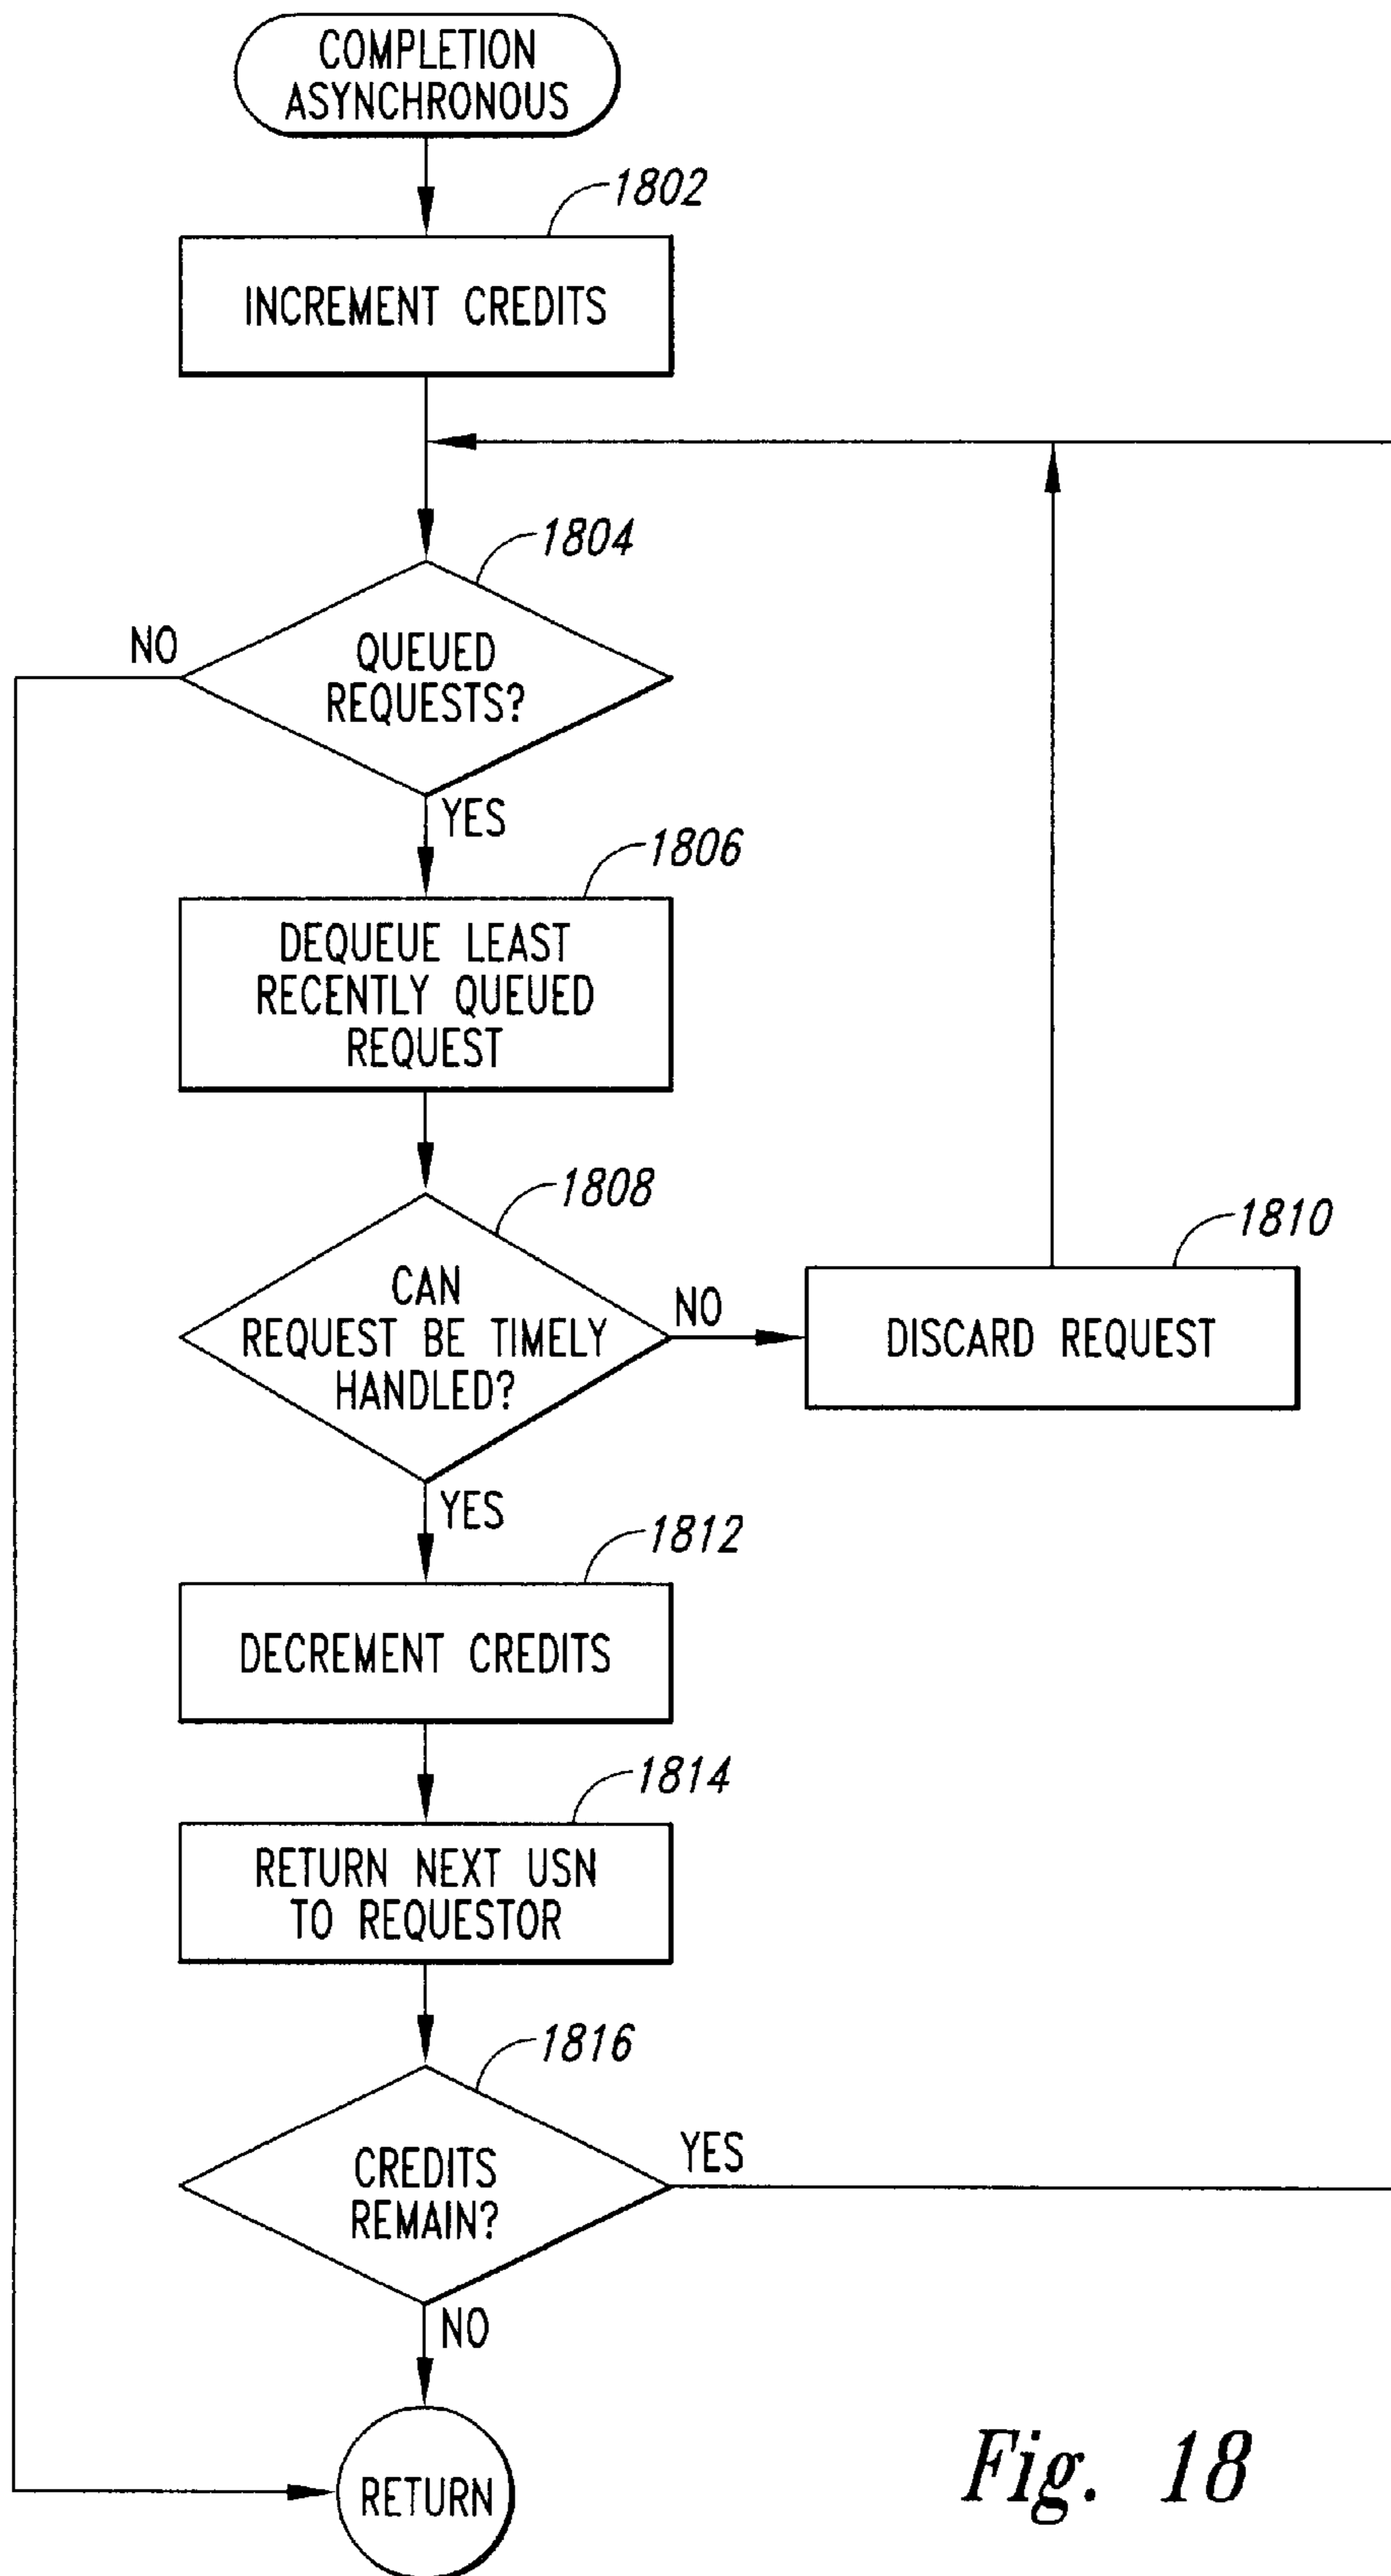 COMPLETION
ASYNCHRONOUS
1802
INCREMENT CREDITS
1804
NO
QUEUED
REQUESTS?
YES
1806
DEQUEUE LEAST
RECENTLY QUEUED
REQUEST
1808
CAN
REQUEST BE TIMELY
HANDLED?
NO
1810
DISCARD REQUEST
YES
1812
DECREMENT CREDITS
1814
RETURN NEXT USN
TO REQUESTOR
1816
CREDITS
REMAIN?
YES
NO
RETURN
Fig. 18